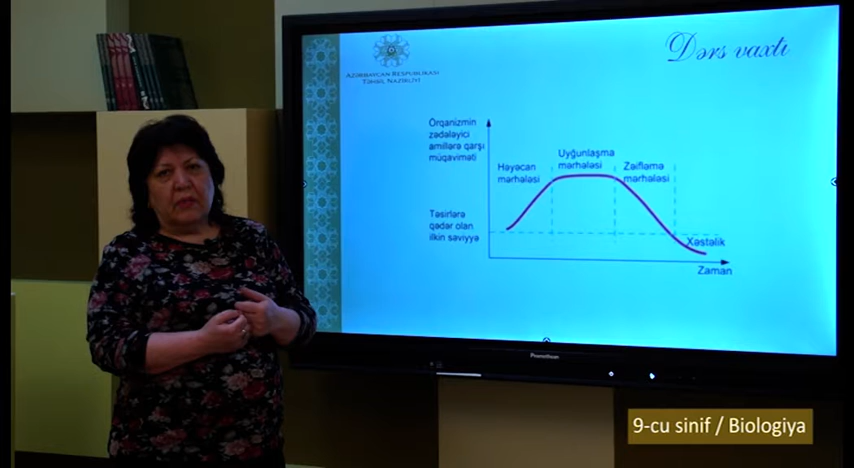 Dərs vaxtı
AZƏRBAYCAN RESPUBLİKASI
TƏHSİL NAZİRLİYİ
Orqanizmin
zədələyici
amillərə qarşı
müqaviməti
Həyəcan
mərhələsi
Uyğunlaşma
mərhələsi
Zəifləmə
mərhələsi
Təsirlərə
qədər olan
ilkin səviyyə
Xəstəlik
Zaman
Promethean
9-cu sinif / Biologiya